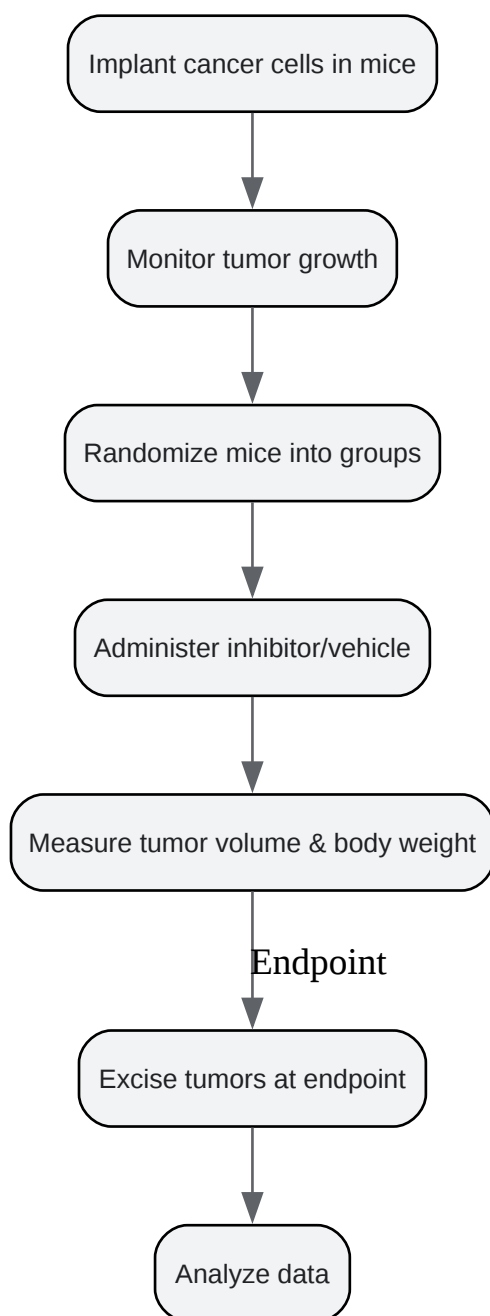 Implant cancer cells in mice
Monitor tumor growth
Randomize mice into groups
Administer inhibitor/vehicle
Measure tumor volume & body weight
Endpoint
Excise tumors at endpoint
Analyze data